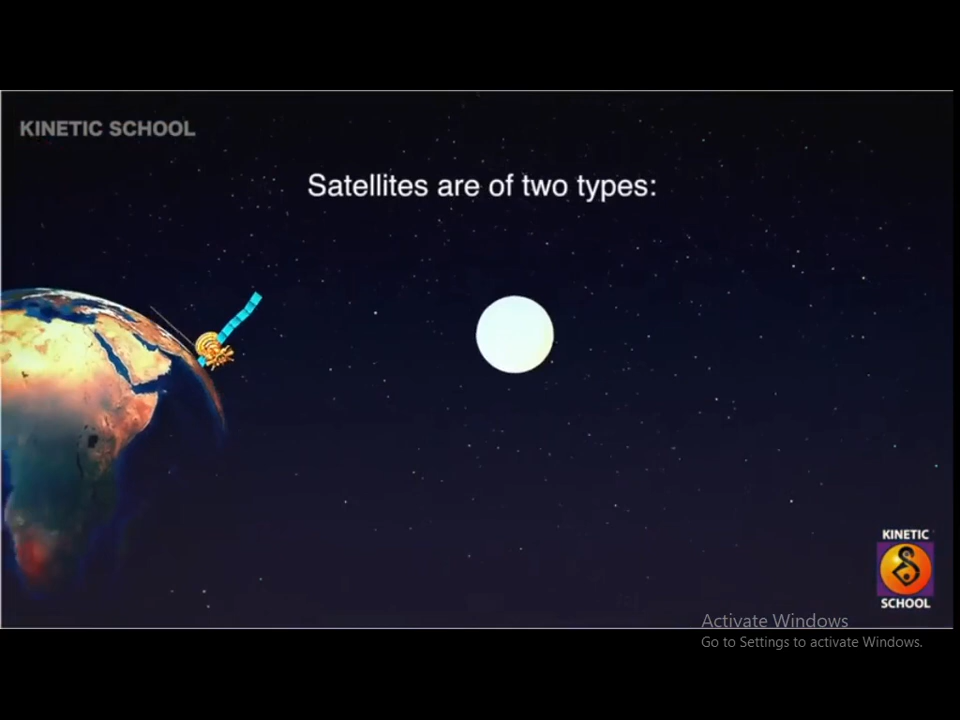 KINETIC SCHOOL
Satellites are of two types:
KINETIC
SCHOOL
Activate Windows
Go to Settings to activate Windows.